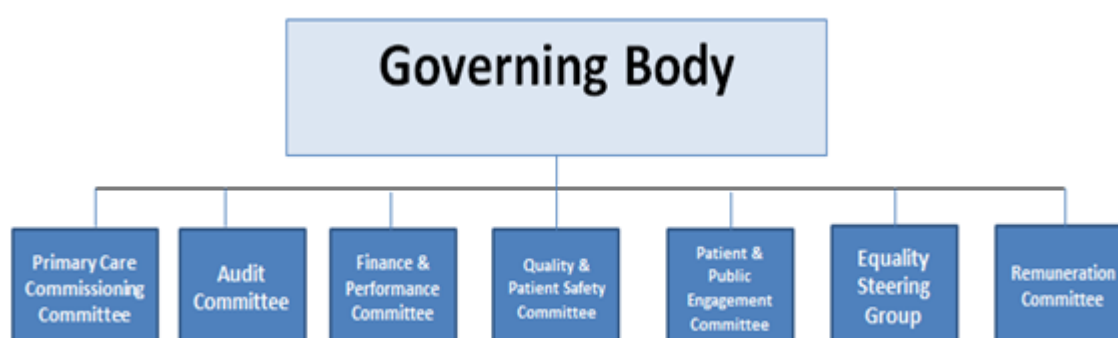 Governing Body
Primary Care
Commissioning
Committee
Audit
Committee
Finance &
Performance
Committee
Quality &
Patient Safety
Committee
Patient &
Public
Engagement
Committee
Equality
Steering
Group
Remuneration
Committee